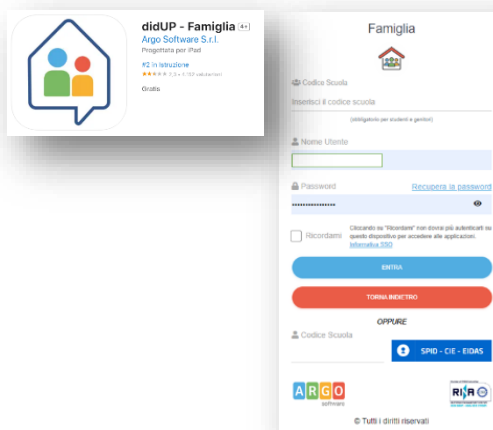 didUP - Famiglia 4+
Argo Software S.r.l.
Progettata per iPad
#2 in Istruzione
Gratis
Famiglia
Codice Scuola
Inserisci il codice scuola
(obbligatorio per studenti e genitori)
Nome Utente
Password Recupera la password
Ricordami
Cliccando su "Ricordami" non dovrai più autenticarti su
questo dispositivo per accedere alle applicazioni.
Informativa SSO
ENTRA
TORNA INDIETRO
OPPURE
Codice Scuola
SPID - CIE - EIDAS
ARGO
software
© Tutti i diritti riservati